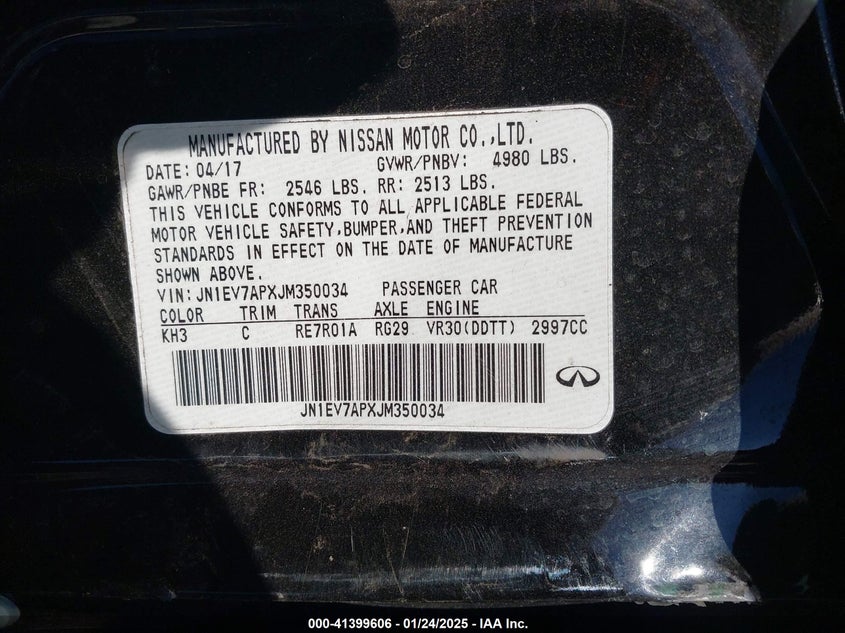 MANUFACTURED BY NISSAN MOTOR CO.,LTD.
DATE: 04/17 GVWR/PNBV: 4980 LBS.
GAWR/PNBE FR: 2546 LBS. RR: 2513 LBS.
THIS VEHICLE CONFORMS TO ALL APPLICABLE FEDERAL
MOTOR VEHICLE SAFETY,BUMPER,AND THEFT PREVENTION
STANDARDS IN EFFECT ON THE DATE OF MANUFACTURE
SHOWN ABOVE.
VIN: JN1EV7APXJM350034 PASSENGER CAR
COLOR TRIM TRANS AXLE ENGINE
KH3 C RE7R01A RG29 VR30(DDTT) 2997CC
JN1EV7APXJM350034
000-41399606 - 01/24/2025 - IAA Inc.